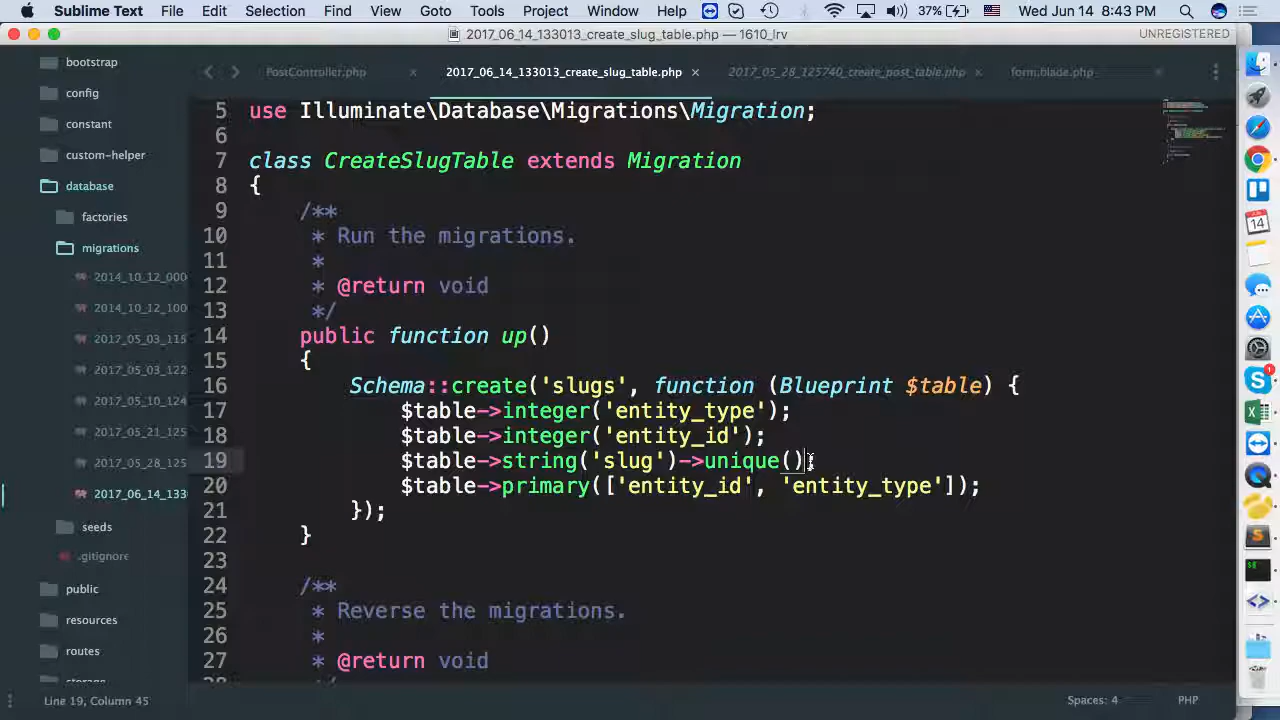 Sublime Text File Edit Selection Find View Goto Tools Project Window Help 37% Wed Jun 14 8:43 PM
2017_06_14_133013_create_slug_table.php — 1610_lrv
UNREGISTERED
PostController.php × 2017_06_14_133013_create_slug_table.php × 2017_05_28_125740_create_post_table.php × form.blade.php ×
bootstrap
config
constant
custom-helper
database
factories
migrations
2014_10_12_000
2014_10_12_100
2017_05_03_115
2017_05_03_122
2017_05_10_124
2017_05_21_125
2017_05_28_125
2017_06_14_133
seeds
.gitignore
public
resources
routes
storage
5 use Illuminate\Database\Migrations\Migration;
6
7 class CreateSlugTable extends Migration
8 {
9 /**
10 * Run the migrations.
11 *
12 * @return void
13 */
14 public function up()
15 {
16 Schema::create('slugs', function (Blueprint $table) {
17 $table->integer('entity_type');
18 $table->integer('entity_id');
19 $table->string('slug')->unique();
20 $table->primary(['entity_id', 'entity_type']);
21 });
22 }
23
24 /**
25 * Reverse the migrations.
26 *
27 * @return void
28 */
Line 19, Column 45
Spaces: 4 PHP